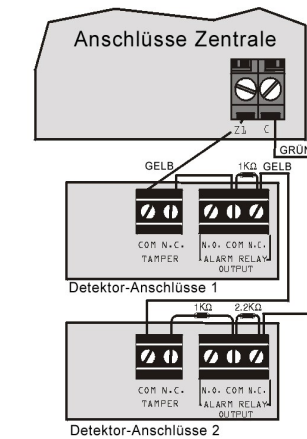 Anschlüsse Zentrale
Z1 C
GRÜN
GELB 1KΩ GELB
COM N.C. N.O. COM N.C.
TAMPER ALARM RELAY
OUTPUT
Detektor-Anschlüsse 1
1KΩ 2.2KΩ
COM N.C. N.O. COM N.C.
TAMPER ALARM RELAY
OUTPUT
Detektor-Anschlüsse 2